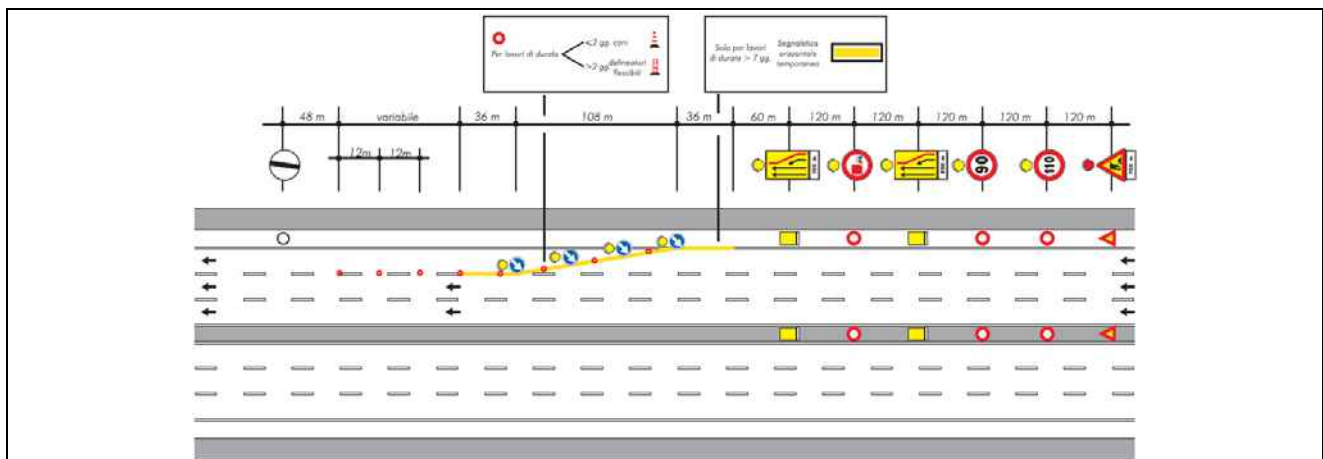 Per lavori di durata
<2 gg. coni
>2 gg. delineatori
flessibili
Solo per lavori
di durata > 7 gg.
Segnaletica
orizzontale
temporanea
48 m
variabile
36 m
108 m
36 m
60 m
120 m
120 m
120 m
120 m
120 m
12m
12m
90
110